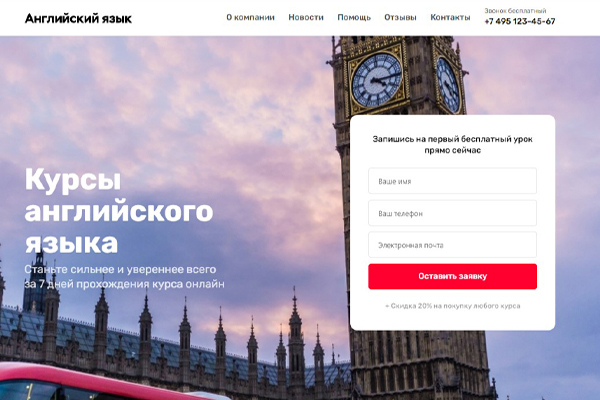 Английский язык
О компании
Новости
Помощь
Отзывы
Контакты
Звонок бесплатный
+7 495 123-45-67
Курсы
английского
языка
Станьте сильнее и увереннее всего
за 7 дней прохождения курса онлайн
Запишись на первый бесплатный урок
прямо сейчас
Ваше имя
Ваш телефон
Электронная почта
Оставить заявку
+ Скидка 20% на покупку любого курса